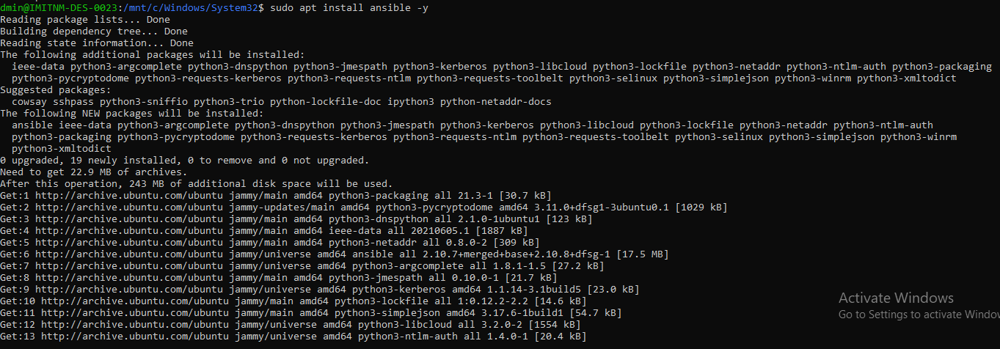 dmin@IMITNM-DES-0023:/mnt/c/Windows/System32$ sudo apt install ansible -y
Reading package lists... Done
Building dependency tree... Done
Reading state information... Done
The following additional packages will be installed:
  ieee-data python3-argcomplete python3-dnspython python3-jmespath python3-kerberos python3-libcloud python3-lockfile python3-netaddr python3-ntlm-auth python3-packaging
  python3-pycryptodome python3-requests-kerberos python3-requests-ntlm python3-requests-toolbelt python3-selinux python3-simplejson python3-winrm python3-xmltodict
Suggested packages:
  cowsay sshpass python3-sniffio python3-trio python-lockfile-doc ipython3 python-netaddr-docs
The following NEW packages will be installed:
  ansible ieee-data python3-argcomplete python3-dnspython python3-jmespath python3-kerberos python3-libcloud python3-lockfile python3-netaddr python3-ntlm-auth
  python3-packaging python3-pycryptodome python3-requests-kerberos python3-requests-ntlm python3-requests-toolbelt python3-selinux python3-simplejson python3-winrm
  python3-xmltodict
0 upgraded, 19 newly installed, 0 to remove and 0 not upgraded.
Need to get 22.9 MB of archives.
After this operation, 243 MB of additional disk space will be used.
Get:1 http://archive.ubuntu.com/ubuntu jammy/main amd64 python3-packaging all 21.3-1 [30.7 kB]
Get:2 http://archive.ubuntu.com/ubuntu jammy-updates/main amd64 python3-pycryptodome amd64 3.11.0+dfsg1-3ubuntu0.1 [1029 kB]
Get:3 http://archive.ubuntu.com/ubuntu jammy/main amd64 python3-dnspython all 2.1.0-1ubuntu1 [123 kB]
Get:4 http://archive.ubuntu.com/ubuntu jammy/main amd64 ieee-data all 20210605.1 [1887 kB]
Get:5 http://archive.ubuntu.com/ubuntu jammy/main amd64 python3-netaddr all 0.8.0-2 [309 kB]
Get:6 http://archive.ubuntu.com/ubuntu jammy/universe amd64 ansible all 2.10.7+merged+base+2.10.8+dfsg-1 [17.5 MB]
Get:7 http://archive.ubuntu.com/ubuntu jammy/universe amd64 python3-argcomplete all 1.8.1-1.5 [27.2 kB]
Get:8 http://archive.ubuntu.com/ubuntu jammy/main amd64 python3-jmespath all 0.10.0-1 [21.7 kB]
Get:9 http://archive.ubuntu.com/ubuntu jammy/universe amd64 python3-kerberos amd64 1.1.14-3.1build5 [23.0 kB]
Get:10 http://archive.ubuntu.com/ubuntu jammy/main amd64 python3-lockfile all 1:0.12.2-2.2 [14.6 kB]
Get:11 http://archive.ubuntu.com/ubuntu jammy/main amd64 python3-simplejson amd64 3.17.6-1build1 [54.7 kB]
Get:12 http://archive.ubuntu.com/ubuntu jammy/universe amd64 python3-libcloud all 3.2.0-2 [1554 kB]
Get:13 http://archive.ubuntu.com/ubuntu jammy/universe amd64 python3-ntlm-auth all 1.4.0-1 [20.4 kB]
Activate Windows
Go to Settings to activate Window